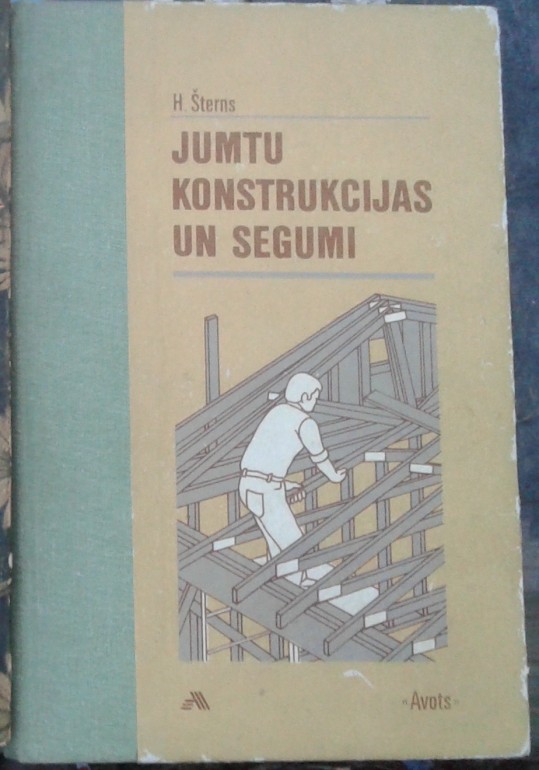 H. Šterns
JUMTU
KONSTRUKCIJAS
UN SEGUMI
«Avots»